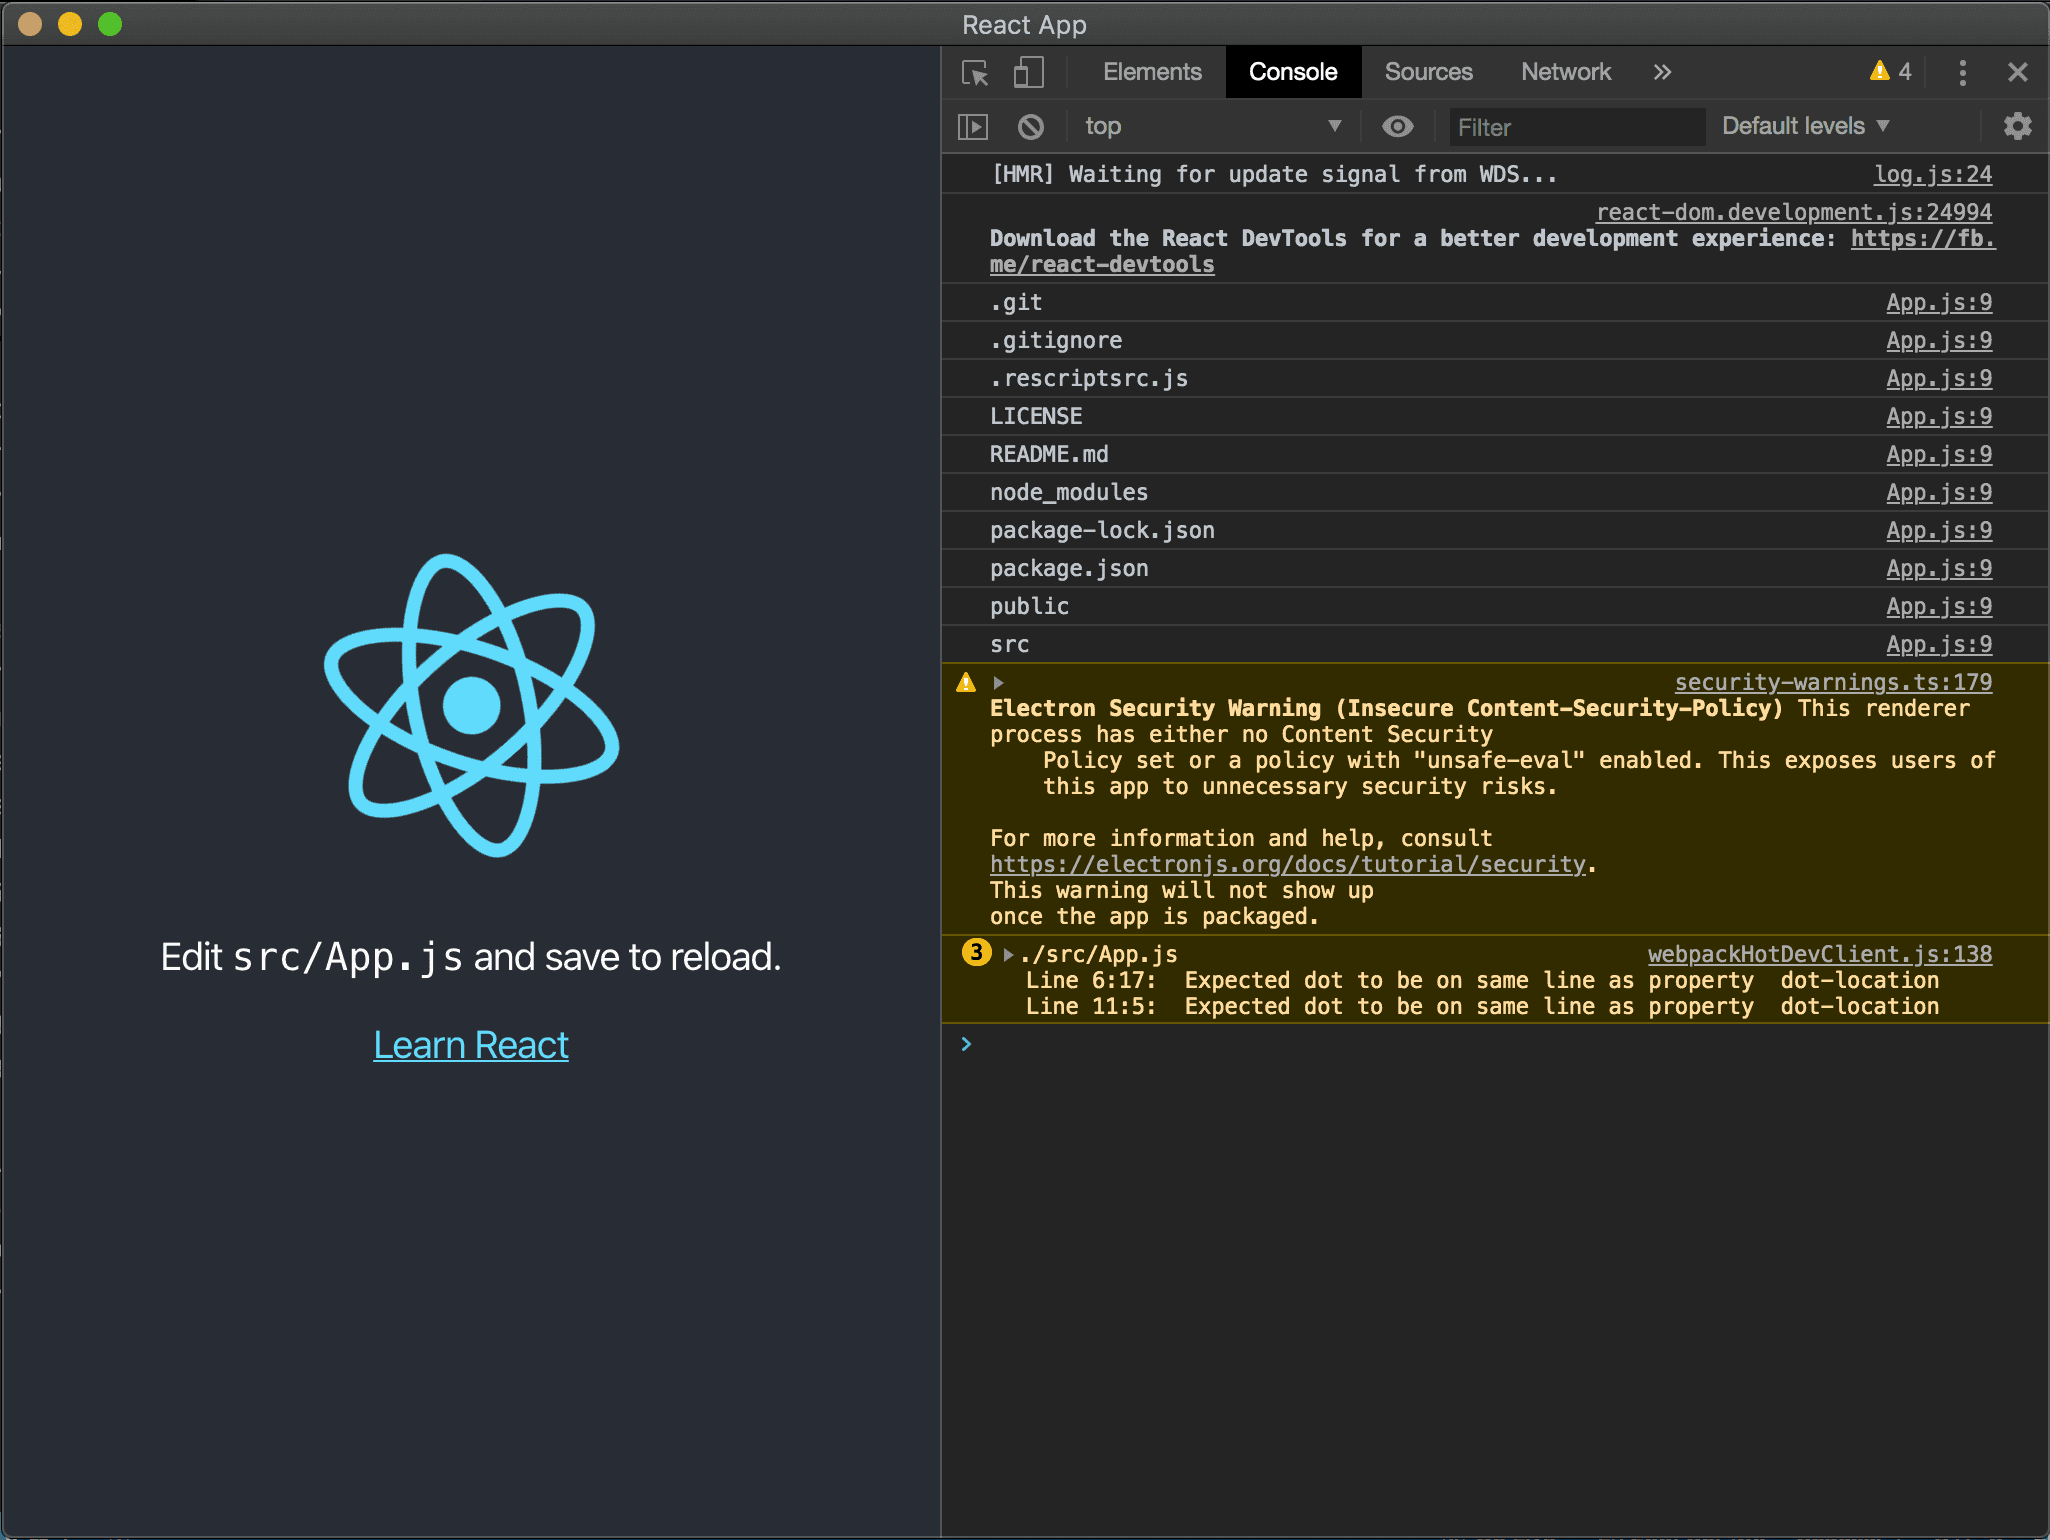 React App
Edit src/App.js and save to reload.
Learn React
Elements Console Sources Network 4
top Filter Default levels
[HMR] Waiting for update signal from WDS... log.js:24
react-dom.development.js:24994
Download the React DevTools for a better development experience: https://fb.
me/react-devtools
.git App.js:9
.gitignore App.js:9
.rescriptsrc.js App.js:9
LICENSE App.js:9
README.md App.js:9
node_modules App.js:9
package-lock.json App.js:9
package.json App.js:9
public App.js:9
src App.js:9
security-warnings.ts:179
Electron Security Warning (Insecure Content-Security-Policy) This renderer
process has either no Content Security
Policy set or a policy with "unsafe-eval" enabled. This exposes users of
this app to unnecessary security risks.
For more information and help, consult
https://electronjs.org/docs/tutorial/security.
This warning will not show up
once the app is packaged.
3 ./src/App.js webpackHotDevClient.js:138
Line 6:17: Expected dot to be on same line as property dot-location
Line 11:5: Expected dot to be on same line as property dot-location